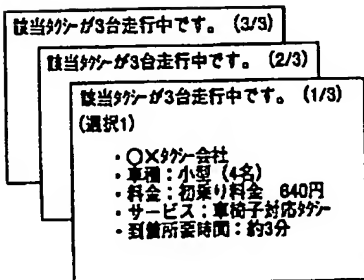 該当ﾀｸｼｰが3台走行中です。(3/3)
該当ﾀｸｼｰが3台走行中です。(2/3)
該当ﾀｸｼｰが3台走行中です。(1/3)
(選択1)
・○×ﾀｸｼｰ会社
・車種：小型（4名）
・料金：初乗り料金 640円
・サービス：車椅子対応ﾀｸｼｰ
・到着所要時間：約3分